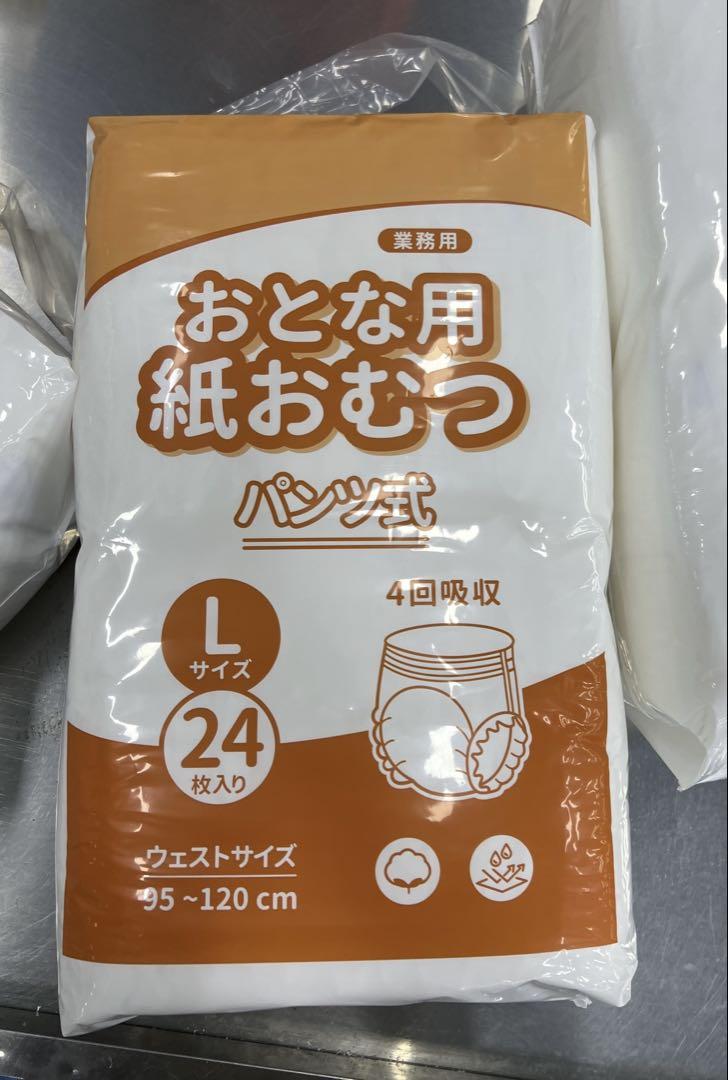 業務用
おとな用
紙おむつ
パンツ式
L
サイズ
24
枚入り
4回吸収
ウェストサイズ
95 ~120 cm